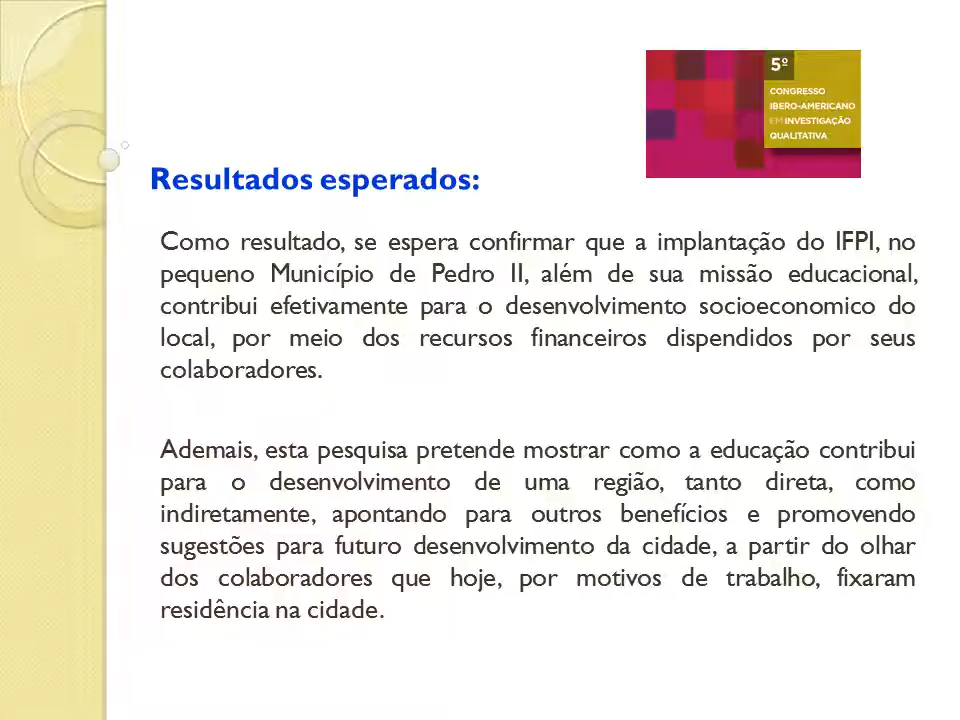 5º
CONGRESSO
IBERO-AMERICANO
EM INVESTIGAÇÃO
QUALITATIVA
Resultados esperados:
Como resultado, se espera confirmar que a implantação do IFPI, no
pequeno Município de Pedro II, além de sua missão educacional,
contribui efetivamente para o desenvolvimento socioeconomico do
local, por meio dos recursos financeiros dispendidos por seus
colaboradores.
Ademais, esta pesquisa pretende mostrar como a educação contribui
para o desenvolvimento de uma região, tanto direta, como
indiretamente, apontando para outros benefícios e promovendo
sugestões para futuro desenvolvimento da cidade, a partir do olhar
dos colaboradores que hoje, por motivos de trabalho, fixaram
residência na cidade.